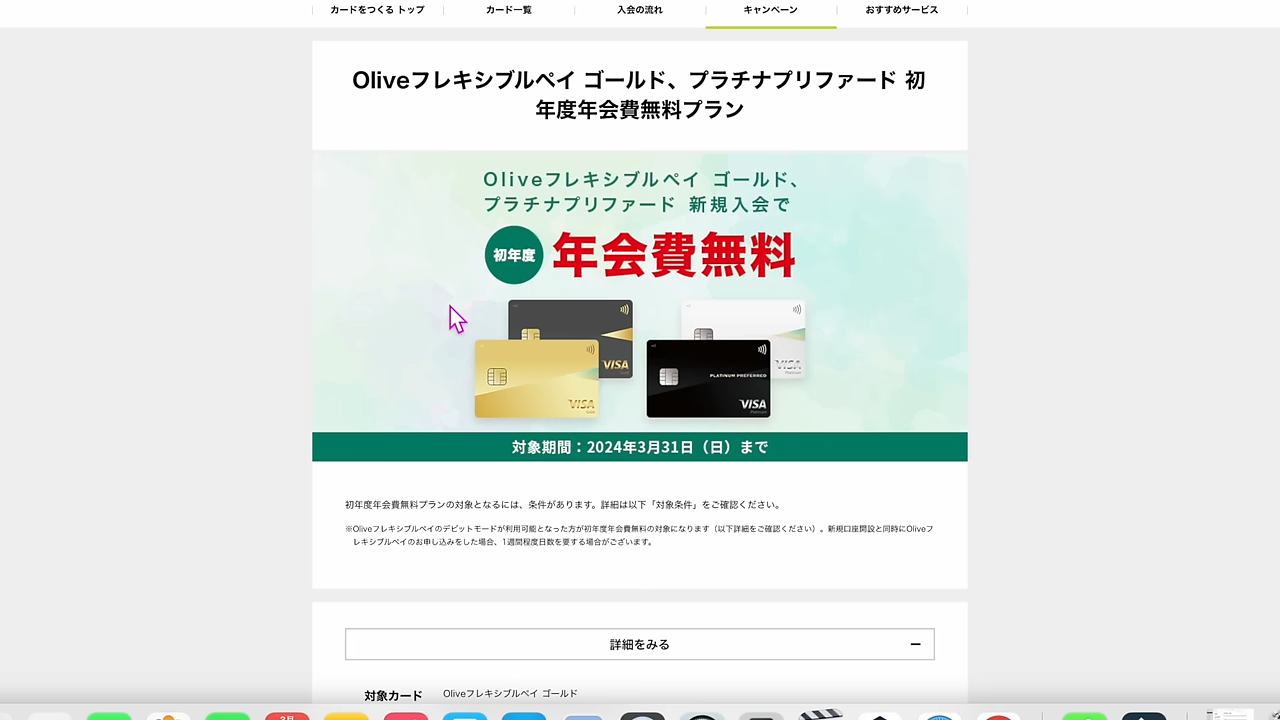 カードをつくる トップ
カード一覧
入会の流れ
キャンペーン
おすすめサービス
Oliveフレキシブルペイ ゴールド、プラチナプリファード 初
年度年会費無料プラン
Oliveフレキシブルペイ ゴールド、
プラチナプリファード 新規入会で
初年度 年会費無料
VISA
VISA
PLATINUM PREFERRED
VISA
Platinum
VISA
Platinum
対象期間：2024年3月31日（日）まで
初年度年会費無料プランの対象となるには、条件があります。詳細は以下「対象条件」をご確認ください。
※Oliveフレキシブルペイのデビットモードが利用可能となった方が初年度年会費無料の対象になります（以下詳細をご確認ください）。新規口座開設と同時にOliveフ
レキシブルペイのお申し込みをした場合、1週間程度日数を要する場合がございます。
詳細をみる
対象カード
Oliveフレキシブルペイ ゴールド
3月